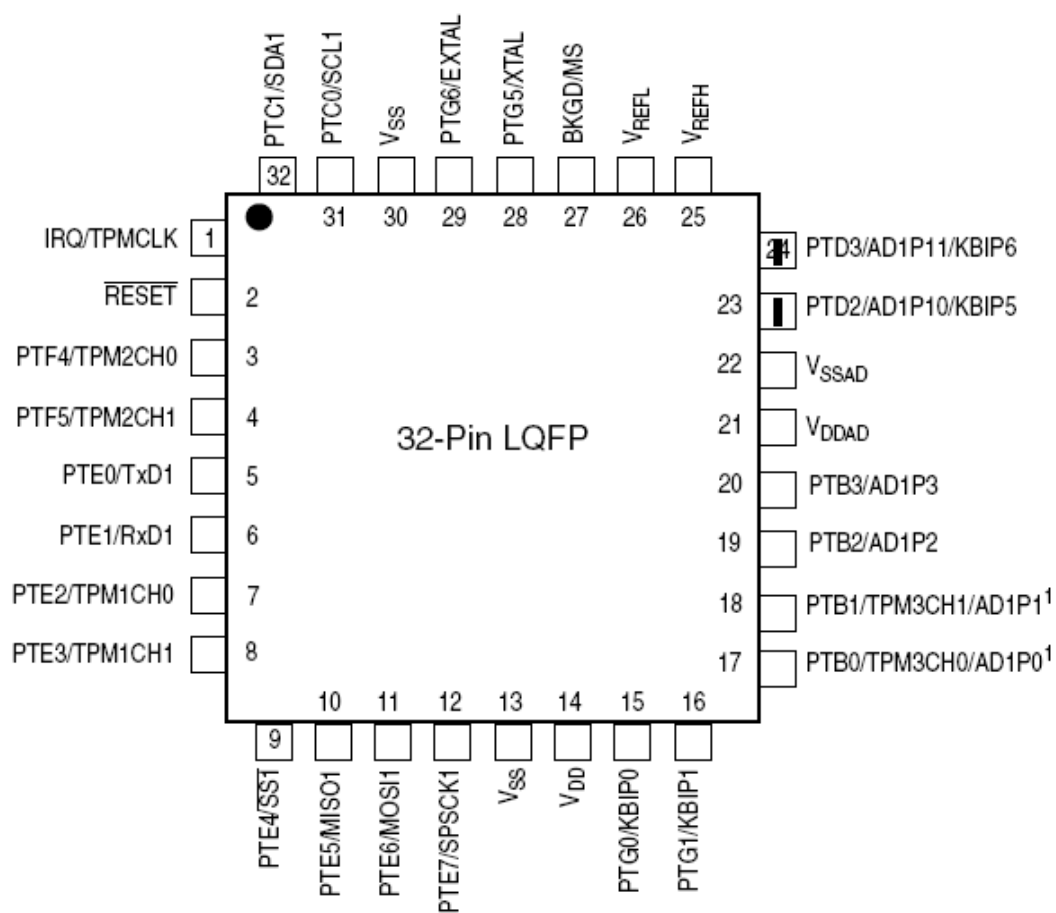 PTC1/SDA1
PTC0/SCL1
VSS
PTG6/EXTAL
PTG5/XTAL
BKGD/MS
VREFL
VREFH
32
31
30
29
28
27
26
25
IRQ/TPMCLK 1
RESET 2
PTF4/TPM2CH0 3
PTF5/TPM2CH1 4
PTE0/TxD1 5
PTE1/RxD1 6
PTE2/TPM1CH0 7
PTE3/TPM1CH1 8
32-Pin LQFP
24 PTD3/AD1P11/KBIP6
23 PTD2/AD1P10/KBIP5
22 VSSAD
21 VDDAD
20 PTB3/AD1P3
19 PTB2/AD1P2
18 PTB1/TPM3CH1/AD1P1¹
17 PTB0/TPM3CH0/AD1P0¹
9
10
11
12
13
14
15
16
PTE4/SS1
PTE5/MISO1
PTE6/MOSI1
PTE7/SPSCK1
VSS
VDD
PTG0/KBIP0
PTG1/KBIP1